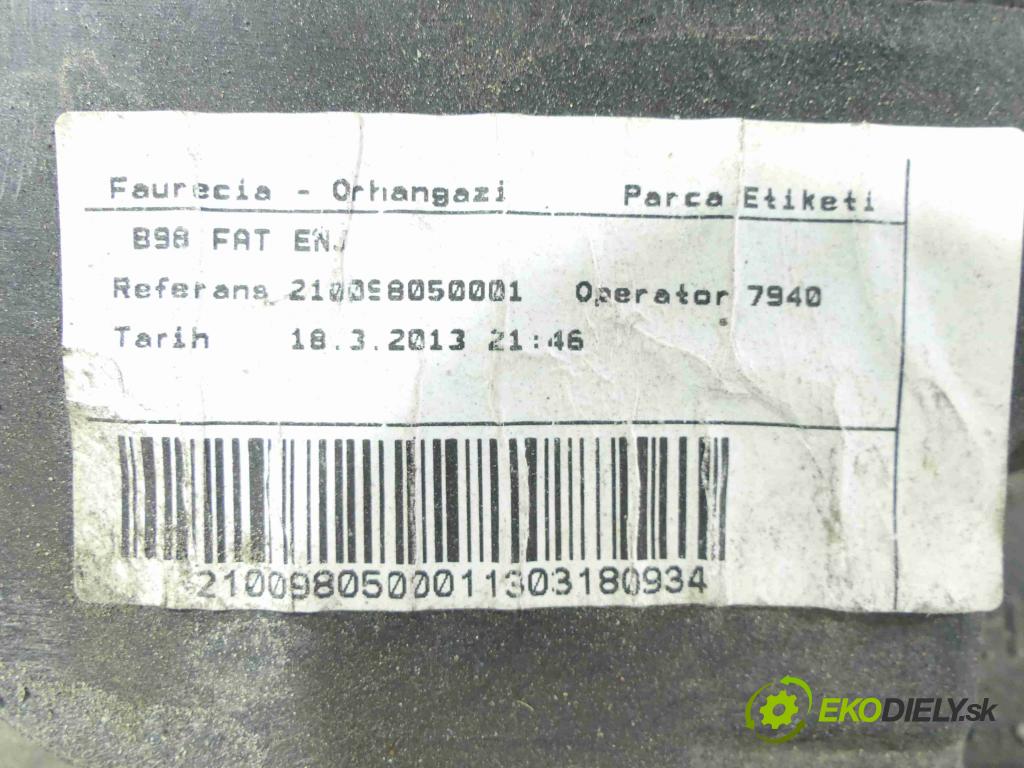 Faurecia - Orhangazi Parca Etiketi
B98 FAT ENJ
Referans 210098050001 Operator 7940
Tarih 18.3.2013 21:46
2100980500011303180934
EKODIELY.sk